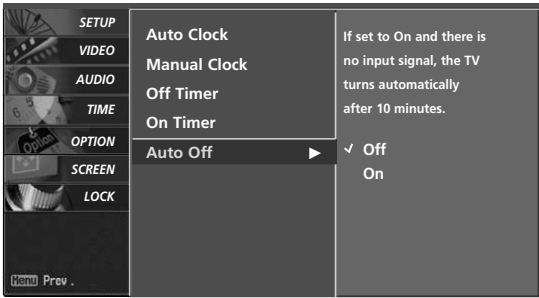 SETUP
VIDEO
AUDIO
TIME
OPTION
SCREEN
LOCK
Menu Prev .
Auto Clock
Manual Clock
Off Timer
On Timer
Auto Off ►
If set to On and there is
no input signal, the TV
turns automatically
after 10 minutes.
✓ Off
On